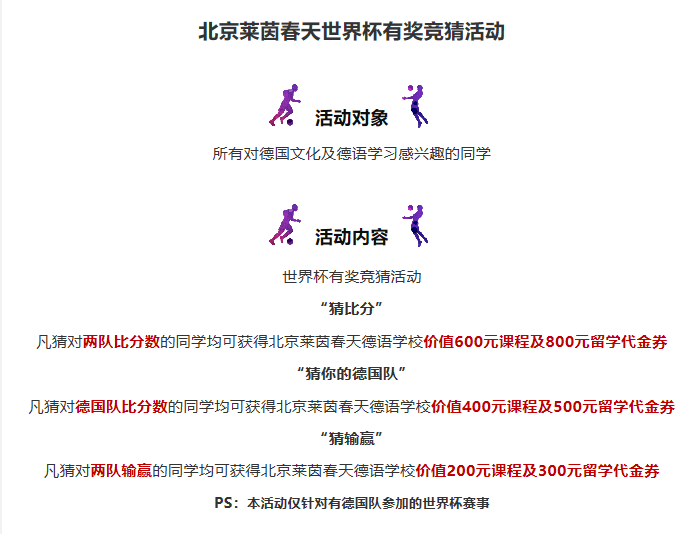 北京莱茵春天世界杯有奖竞猜活动
活动对象
所有对德国文化及德语学习感兴趣的同学
活动内容
世界杯有奖竞猜活动
“猜比分”
凡猜对两队比分数的同学均可获得北京莱茵春天德语学校价值600元课程及800元留学代金券
“猜你的德国队”
凡猜对德国队比分数的同学均可获得北京莱茵春天德语学校价值400元课程及500元留学代金券
“猜输赢”
凡猜对两队输赢的同学均可获得北京莱茵春天德语学校价值200元课程及300元留学代金券
PS：本活动仅针对有德国队参加的世界杯赛事